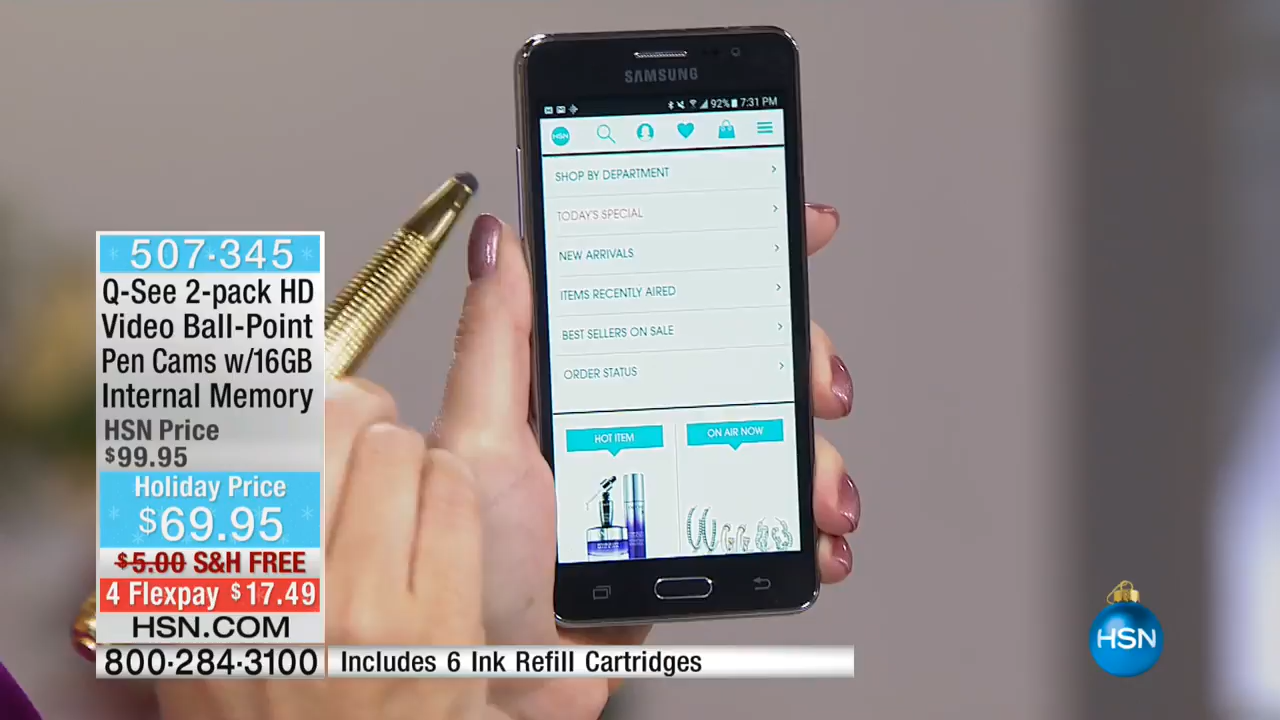 SAMSUNG
92% 7:31 PM
HSN
SHOP BY DEPARTMENT
TODAY'S SPECIAL
NEW ARRIVALS
ITEMS RECENTLY AIRED
BEST SELLERS ON SALE
ORDER STATUS
HOT ITEM
ON AIR NOW
507·345
Q-See 2-pack HD
Video Ball-Point
Pen Cams w/16GB
Internal Memory
HSN Price
$99.95
Holiday Price
$69.95
$5.00 S&H FREE
4 Flexpay $17.49
HSN.COM
800·284·3100
Includes 6 Ink Refill Cartridges
HSN